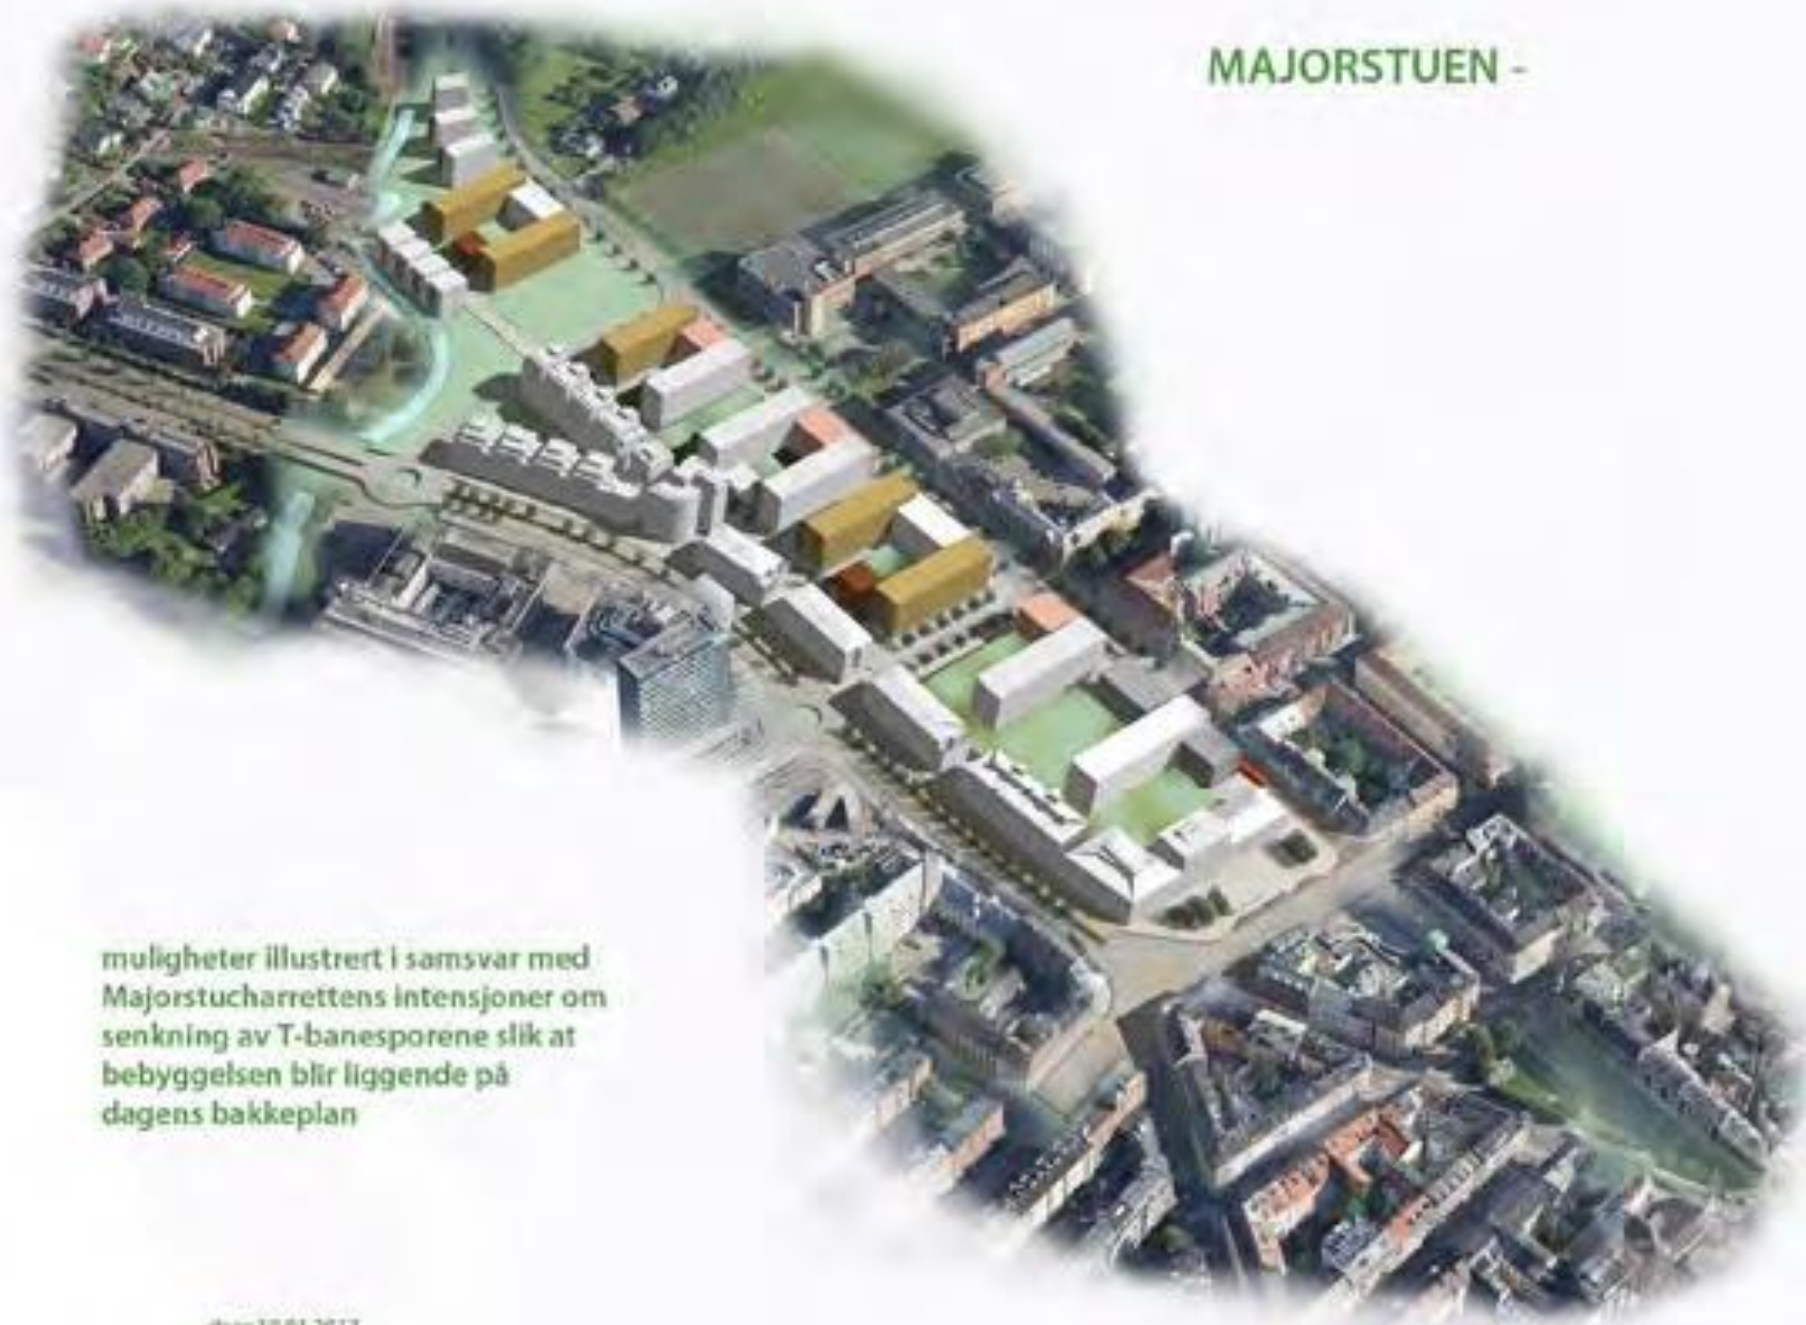 MAJORSTUEN -
muligheter illustrert i samsvar med
Majorstucharrettens intensjoner om
senkning av T-banesporene slik at
bebyggelsen blir liggende på
dagens bakkeplan